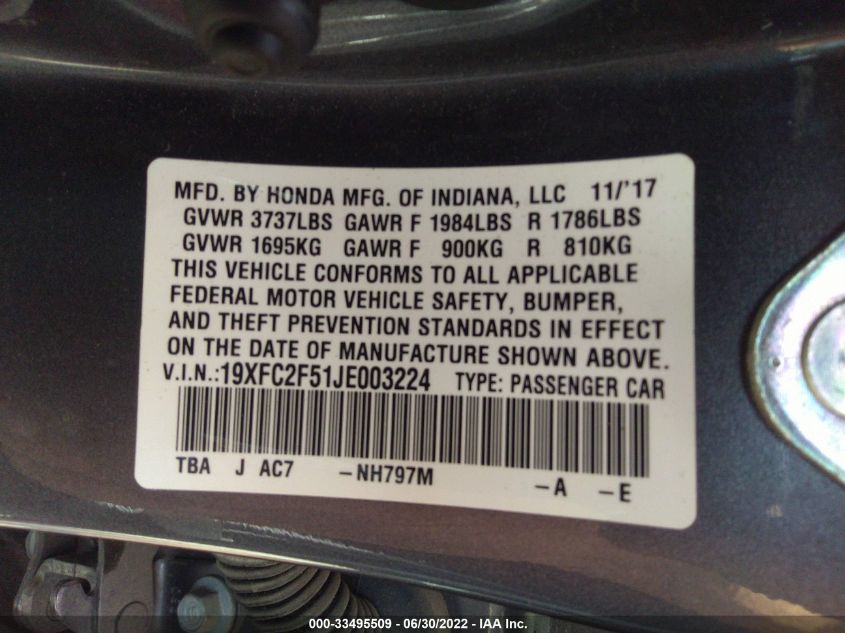 MFD. BY HONDA MFG. OF INDIANA, LLC 11/'17
GVWR 3737LBS GAWR F 1984LBS R 1786LBS
GVWR 1695KG GAWR F 900KG R 810KG
THIS VEHICLE CONFORMS TO ALL APPLICABLE
FEDERAL MOTOR VEHICLE SAFETY, BUMPER,
AND THEFT PREVENTION STANDARDS IN EFFECT
ON THE DATE OF MANUFACTURE SHOWN ABOVE.
V.I.N.:19XFC2F51JE003224 TYPE: PASSENGER CAR
TBA J AC7 -NH797M -A -E
000-33495509 - 06/30/2022 - IAA Inc.